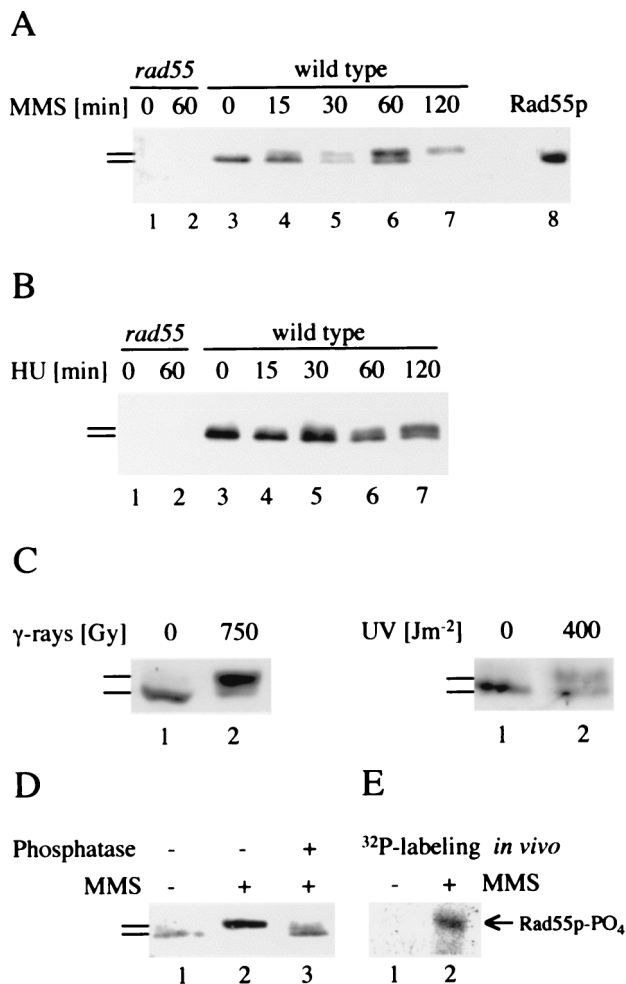 A
rad55 wild type
MMS [min] 0 60 0 15 30 60 120 Rad55p
1 2 3 4 5 6 7 8
B
rad55 wild type
HU [min] 0 60 0 15 30 60 120
1 2 3 4 5 6 7
C
γ-rays [Gy] 0 750 UV [Jm⁻²] 0 400
1 2 1 2
D E
Phosphatase - - + ³²P-labeling in vivo
MMS - + + - + MMS
Rad55p-PO₄
1 2 3 1 2